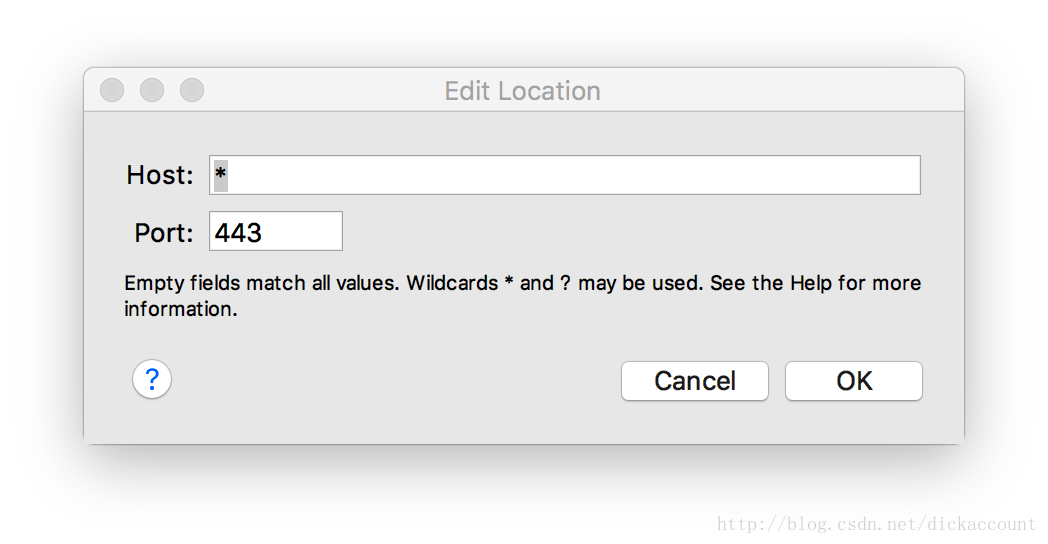 Edit Location
Host: *
Port: 443
Empty fields match all values. Wildcards * and ? may be used. See the Help for more
information.
? Cancel OK
http://blog.csdn.net/dickaccount